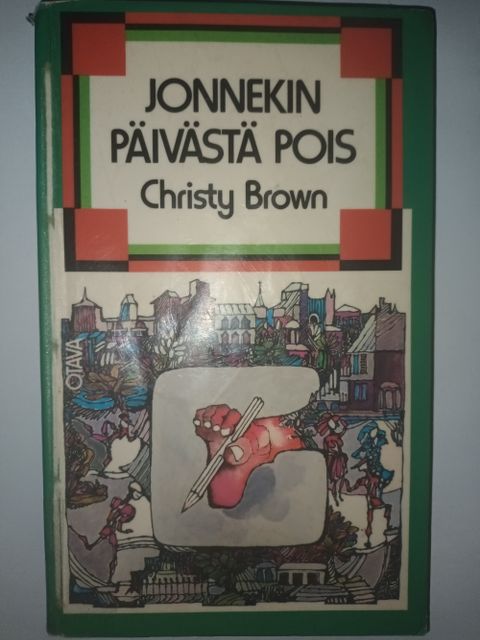 JONNEKIN
PÄIVÄSTÄ POIS
Christy Brown
OTAVA